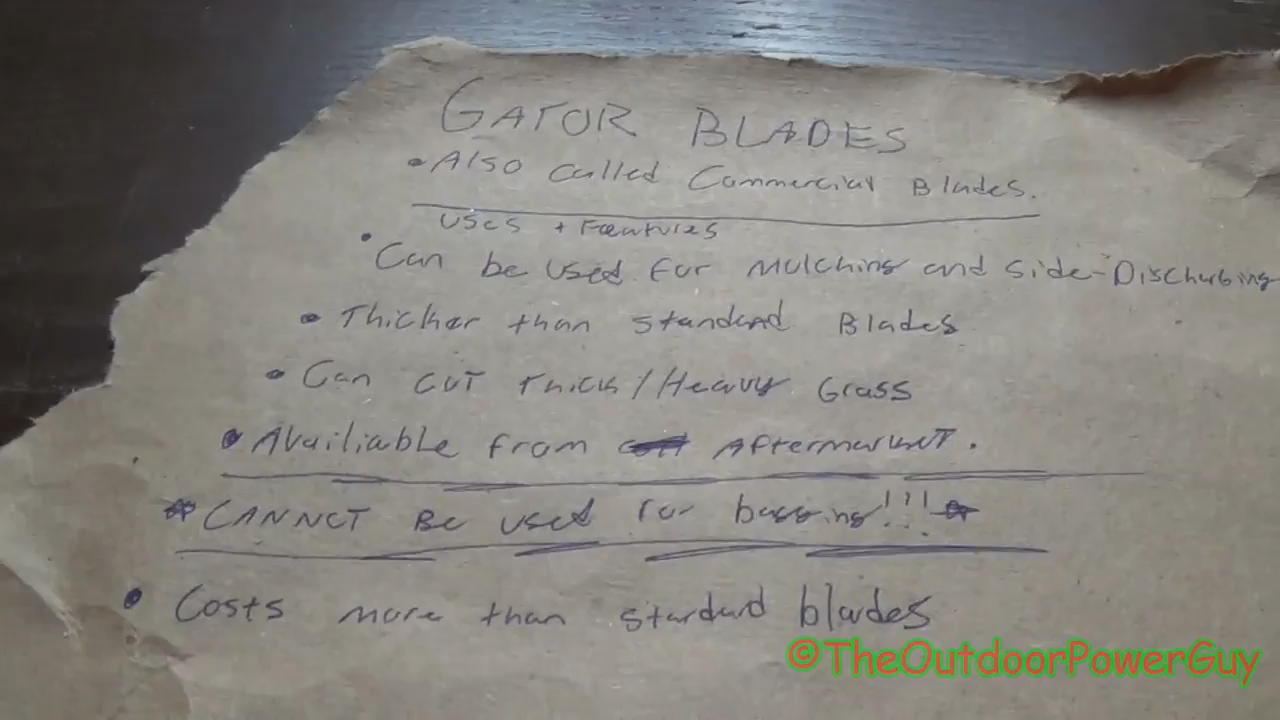 GATOR BLADES
• Also Called Commercial Blades.
Uses + Features
• Can be used for mulching and side-Discharging
• Thicker than standard Blades
• Can cut Thick/Heavy Grass
• Availiable from Aftermarket.
* CANNOT Be used for bagging!!! *
• Costs more than standard blades
©TheOutdoorPowerGuy